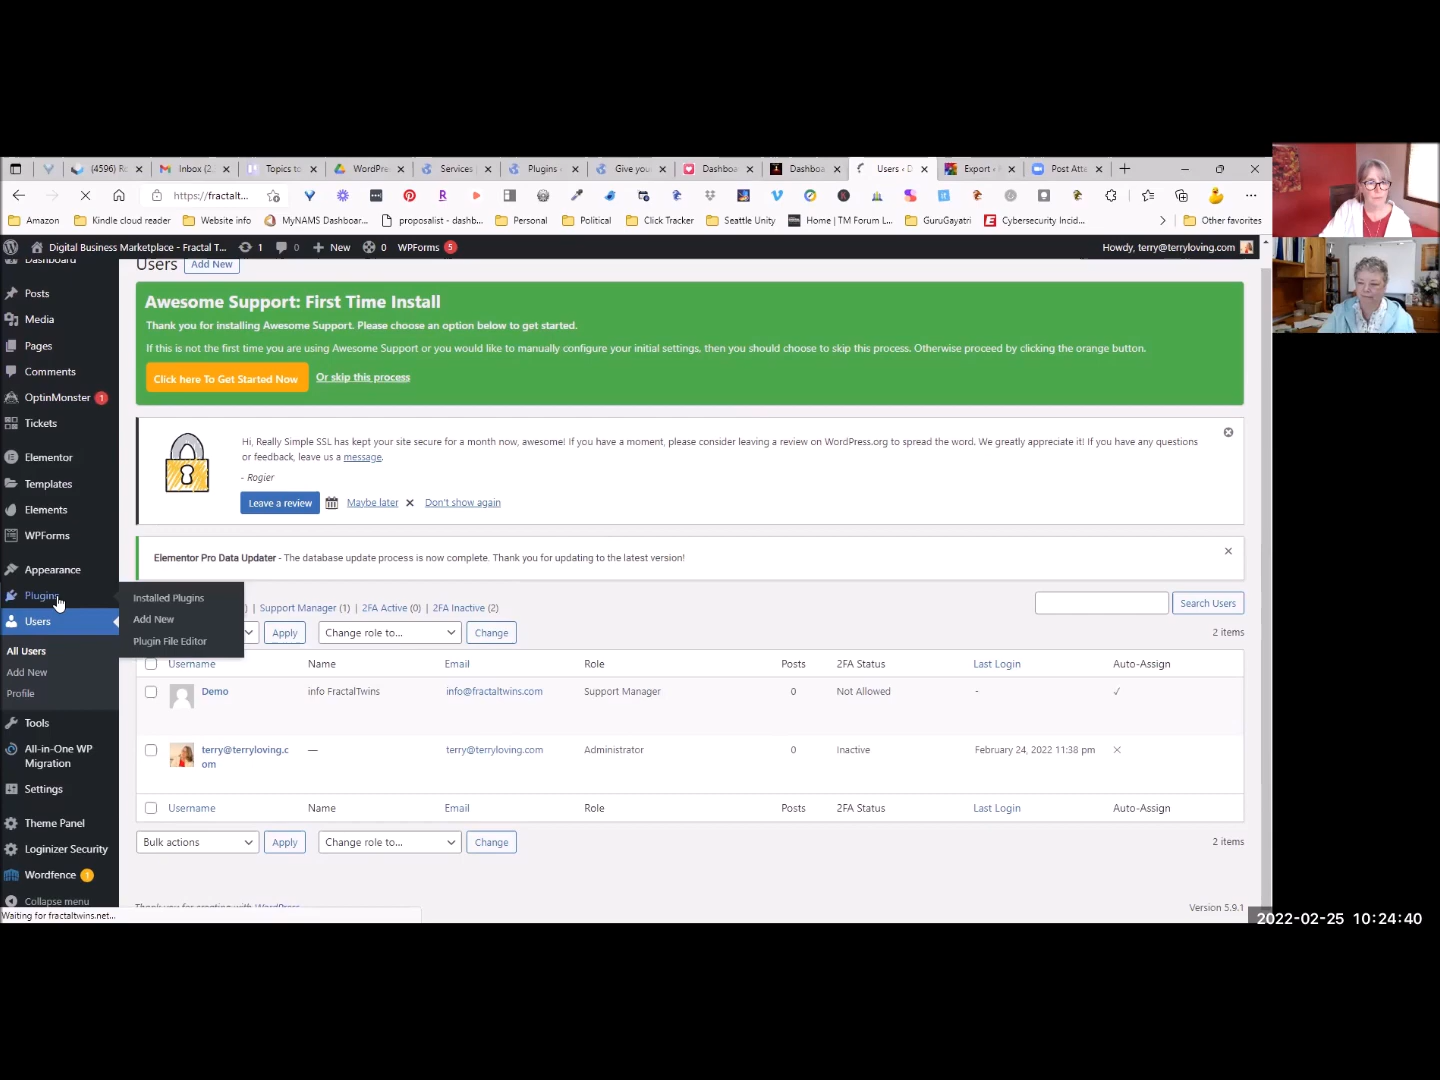 (4596) R
Inbox (2
Topics to
WordPre
Services
Plugins
Give you
Dashboa
Dashboa
Users ‹ D
Export ‹
Post Atte
https://fractalt...
Amazon
Kindle cloud reader
Website info
MyNAMS Dashboar...
proposalist - dashb...
Personal
Political
Click Tracker
Seattle Unity
Home | TM Forum L...
GuruGayatri
Cybersecurity Incid...
Other favorites
Digital Business Marketplace - Fractal T...
1
0
New
0
WPForms 5
Howdy, terry@terryloving.com
Dashboard
Posts
Media
Pages
Comments
OptinMonster 1
Tickets
Elementor
Templates
Elements
WPForms
Appearance
Plugins
Users
All Users
Add New
Profile
Tools
All-in-One WP
Migration
Settings
Theme Panel
Loginizer Security
Wordfence 1
Collapse menu
Waiting for fractaltwins.net...
Installed Plugins
Add New
Plugin File Editor
Users
Add New
Awesome Support: First Time Install
Thank you for installing Awesome Support. Please choose an option below to get started.
If this is not the first time you are using Awesome Support or you would like to manually configure your initial settings, then you should choose to skip this process. Otherwise proceed by clicking the orange button.
Click here To Get Started Now
Or skip this process
Hi, Really Simple SSL has kept your site secure for a month now, awesome! If you have a moment, please consider leaving a review on WordPress.org to spread the word. We greatly appreciate it! If you have any questions
or feedback, leave us a message.
- Rogier
Leave a review
Maybe later
Don't show again
Elementor Pro Data Updater - The database update process is now complete. Thank you for updating to the latest version!
) | Support Manager (1) | 2FA Active (0) | 2FA Inactive (2)
Search Users
Apply
Change role to...
Change
2 items
Username Name Email Role Posts 2FA Status Last Login Auto-Assign
Demo info FractalTwins info@fractaltwins.com Support Manager 0 Not Allowed - ✓
terry@terryloving.c — terry@terryloving.com Administrator 0 Inactive February 24, 2022 11:38 pm ✕
om
Username Name Email Role Posts 2FA Status Last Login Auto-Assign
Bulk actions
Apply
Change role to...
Change
2 items
Thank you for creating with WordPress.
Version 5.9.1
2022-02-25 10:24:40